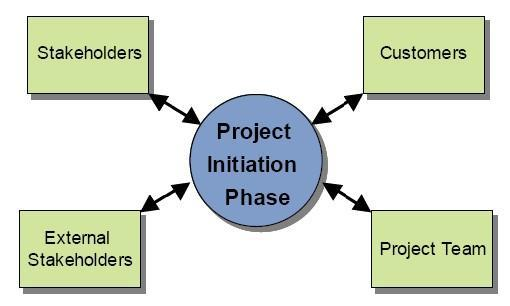 Stakeholders
Customers
Project
Initiation
Phase
External
Stakeholders
Project Team